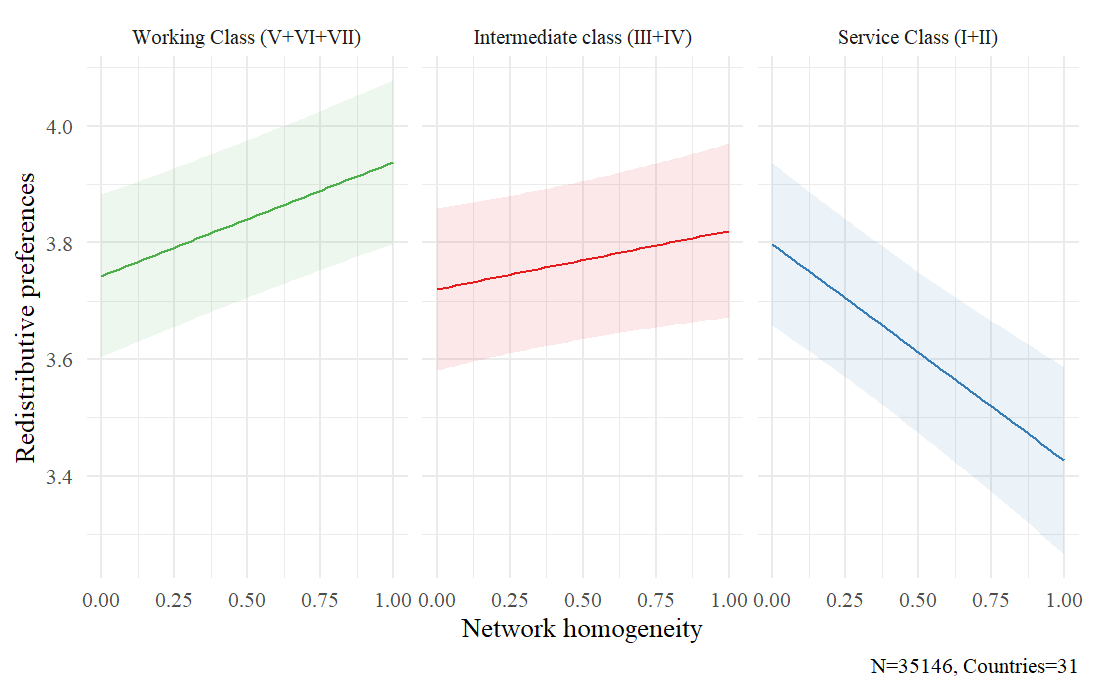 Working Class (V+VI+VII) Intermediate class (III+IV) Service Class (I+II)
Redistributive preferences
4.0
3.8
3.6
3.4
0.00 0.25 0.50 0.75 1.00 0.00 0.25 0.50 0.75 1.00 0.00 0.25 0.50 0.75 1.00
Network homogeneity
N=35146, Countries=31